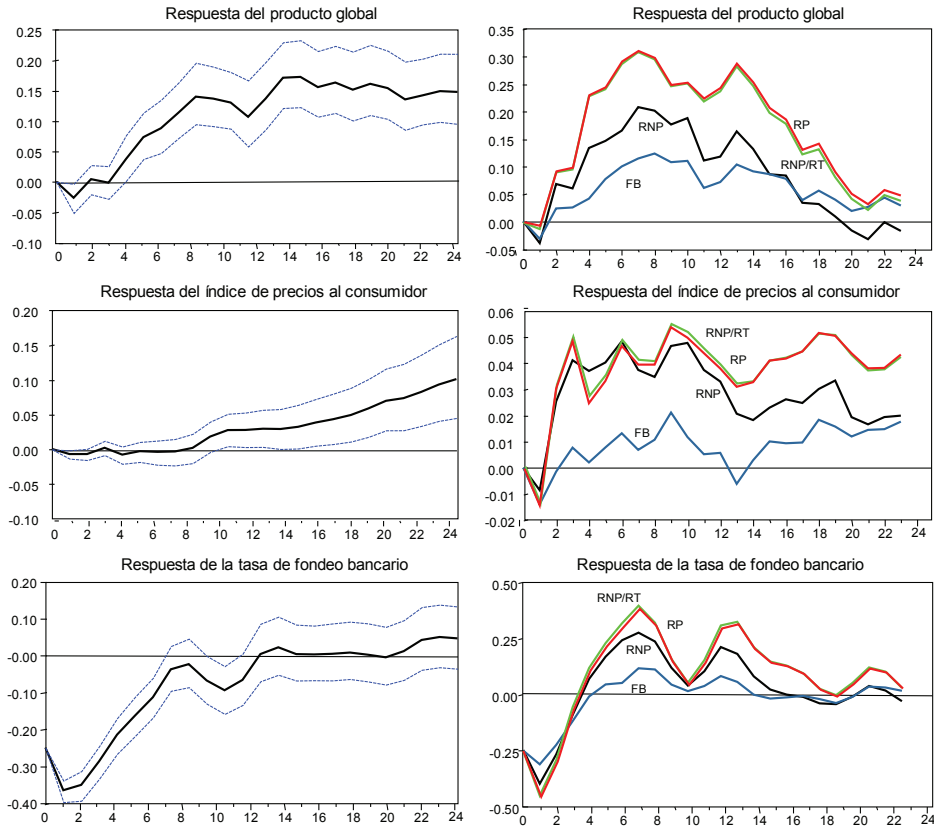 Respuesta del producto global
0.25
0.20
0.15
0.10
0.05
0.00
-0.05
-0.10
0 2 4 6 8 10 12 14 16 18 20 22 24
Respuesta del producto global
0.35
0.30
0.25
0.20
0.15
0.10
0.05
0.00
-0.05
RNP
RP
RNP/RT
FB
0 2 4 6 8 10 12 14 16 18 20 22 24
Respuesta del índice de precios al consumidor
0.20
0.15
0.10
0.05
0.00
-0.05
-0.10
0 2 4 6 8 10 12 14 16 18 20 22 24
Respuesta del índice de precios al consumidor
0.06
0.05
0.04
0.03
0.02
0.01
0.00
-0.01
-0.02
RNP/RT
RP
RNP
FB
0 2 4 6 8 10 12 14 16 18 20 22 24
Respuesta de la tasa de fondeo bancario
0.20
0.10
-0.00
-0.10
-0.20
-0.30
-0.40
0 2 4 6 8 10 12 14 16 18 20 22 24
Respuesta de la tasa de fondeo bancario
0.50
0.25
0.00
-0.25
-0.50
RNP/RT
RP
RNP
FB
0 2 4 6 8 10 12 14 16 18 20 22 24